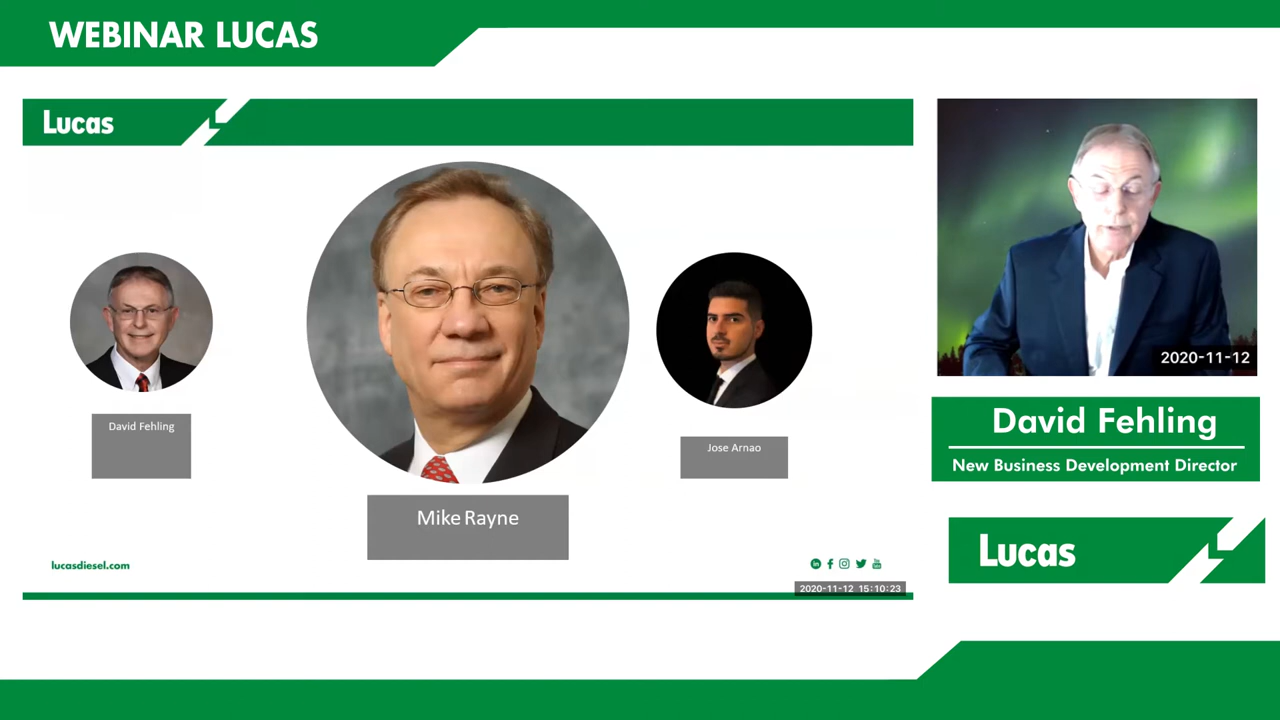 WEBINAR LUCAS
Lucas
David Fehling
Mike Rayne
Jose Arnao
lucasdiesel.com
2020-11-12 15:10:23
2020-11-12
David Fehling
New Business Development Director
Lucas